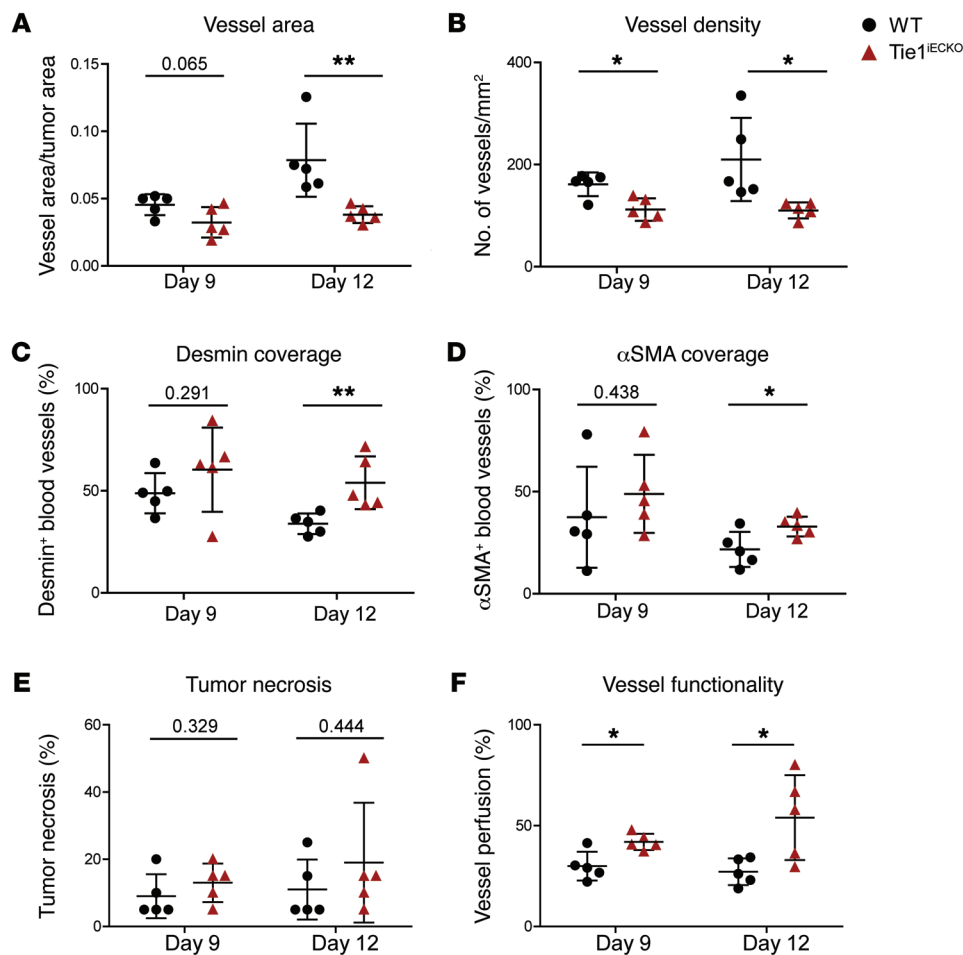 A Vessel area
Vessel area/tumor area
0.15
0.10
0.05
0.00
0.065
**
Day 9 Day 12
B Vessel density
No. of vessels/mm²
400
200
0
*
*
Day 9 Day 12
WT
Tie1iECKO
C Desmin coverage
Desmin⁺ blood vessels (%)
100
50
0
0.291
**
Day 9 Day 12
D αSMA coverage
αSMA⁺ blood vessels (%)
100
50
0
0.438
*
Day 9 Day 12
E Tumor necrosis
Tumor necrosis (%)
60
40
20
0
0.329
0.444
Day 9 Day 12
F Vessel functionality
Vessel perfusion (%)
100
50
0
*
*
Day 9 Day 12